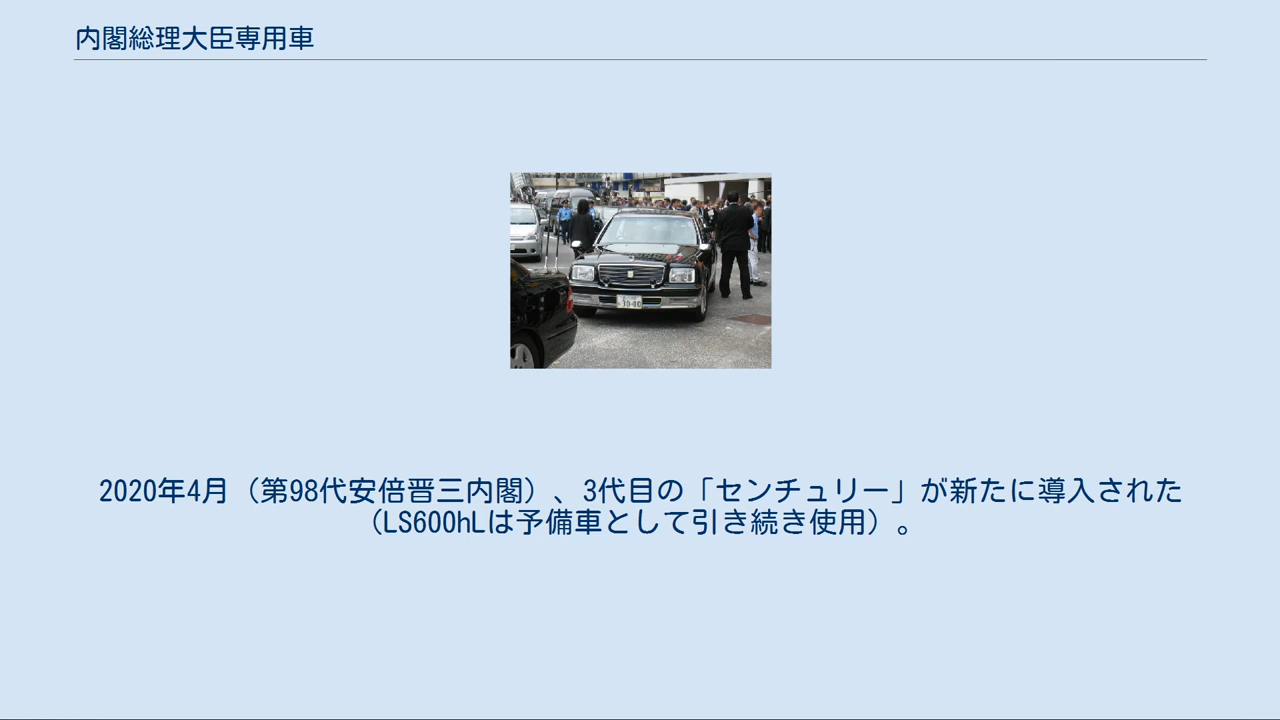 内閣総理大臣専用車
2020年4月（第98代安倍晋三内閣）、3代目の「センチュリー」が新たに導入された
（LS600hLは予備車として引き続き使用）。